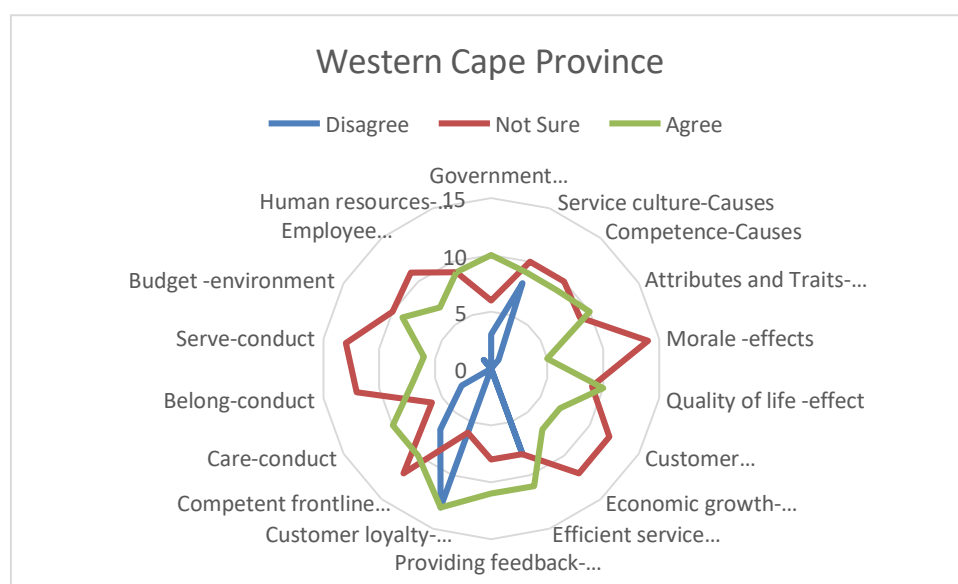 Western Cape Province
Disagree Not Sure Agree
Government...
Service culture-Causes
Competence-Causes
Attributes and Traits-...
Morale -effects
Quality of life -effect
Customer...
Economic growth-...
Efficient service...
Providing feedback-...
Customer loyalty-...
Competent frontline...
Care-conduct
Belong-conduct
Serve-conduct
Budget -environment
Employee...
Human resources-...
15
10
5
0